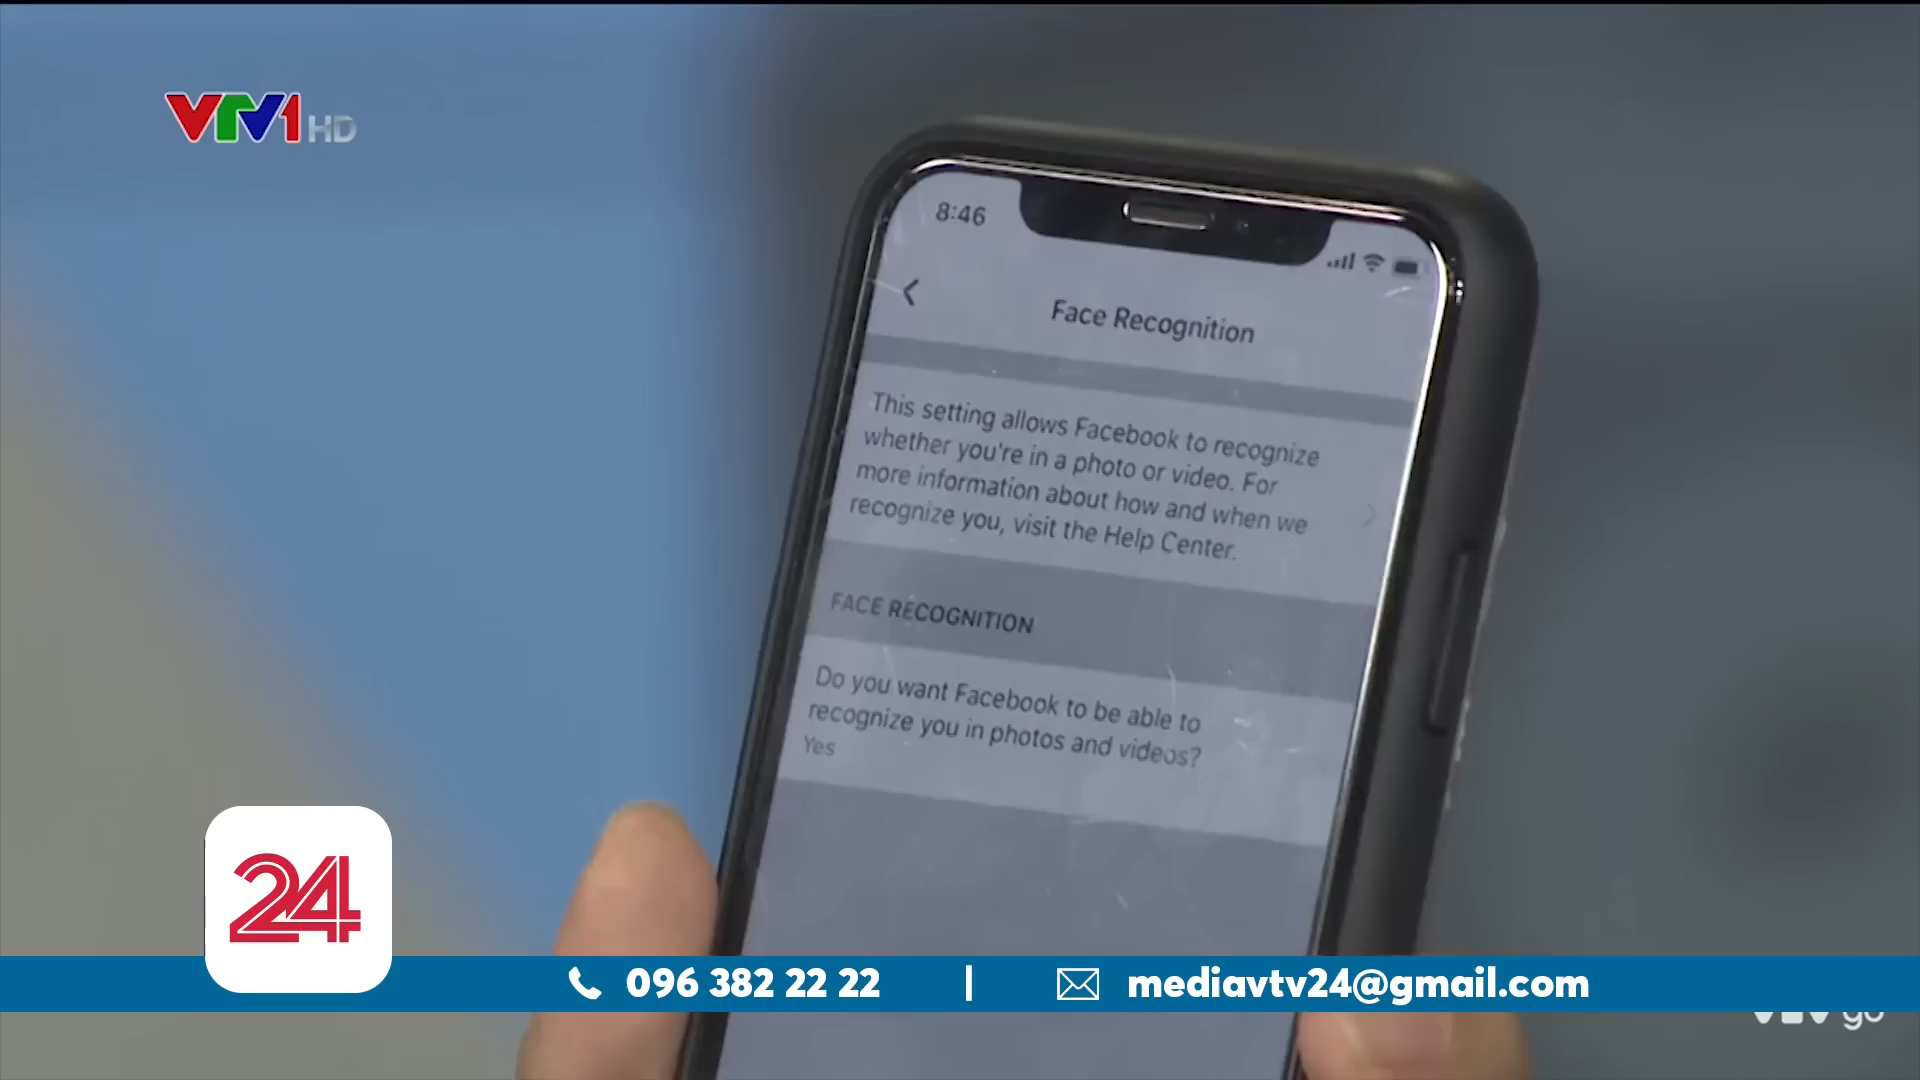 VTV1 HD
8:46
Face Recognition
This setting allows Facebook to recognize
whether you're in a photo or video. For
more information about how and when we
recognize you, visit the Help Center.
FACE RECOGNITION
Do you want Facebook to be able to
recognize you in photos and videos?
Yes
24
096 382 22 22 | mediavtv24@gmail.com
VTV go